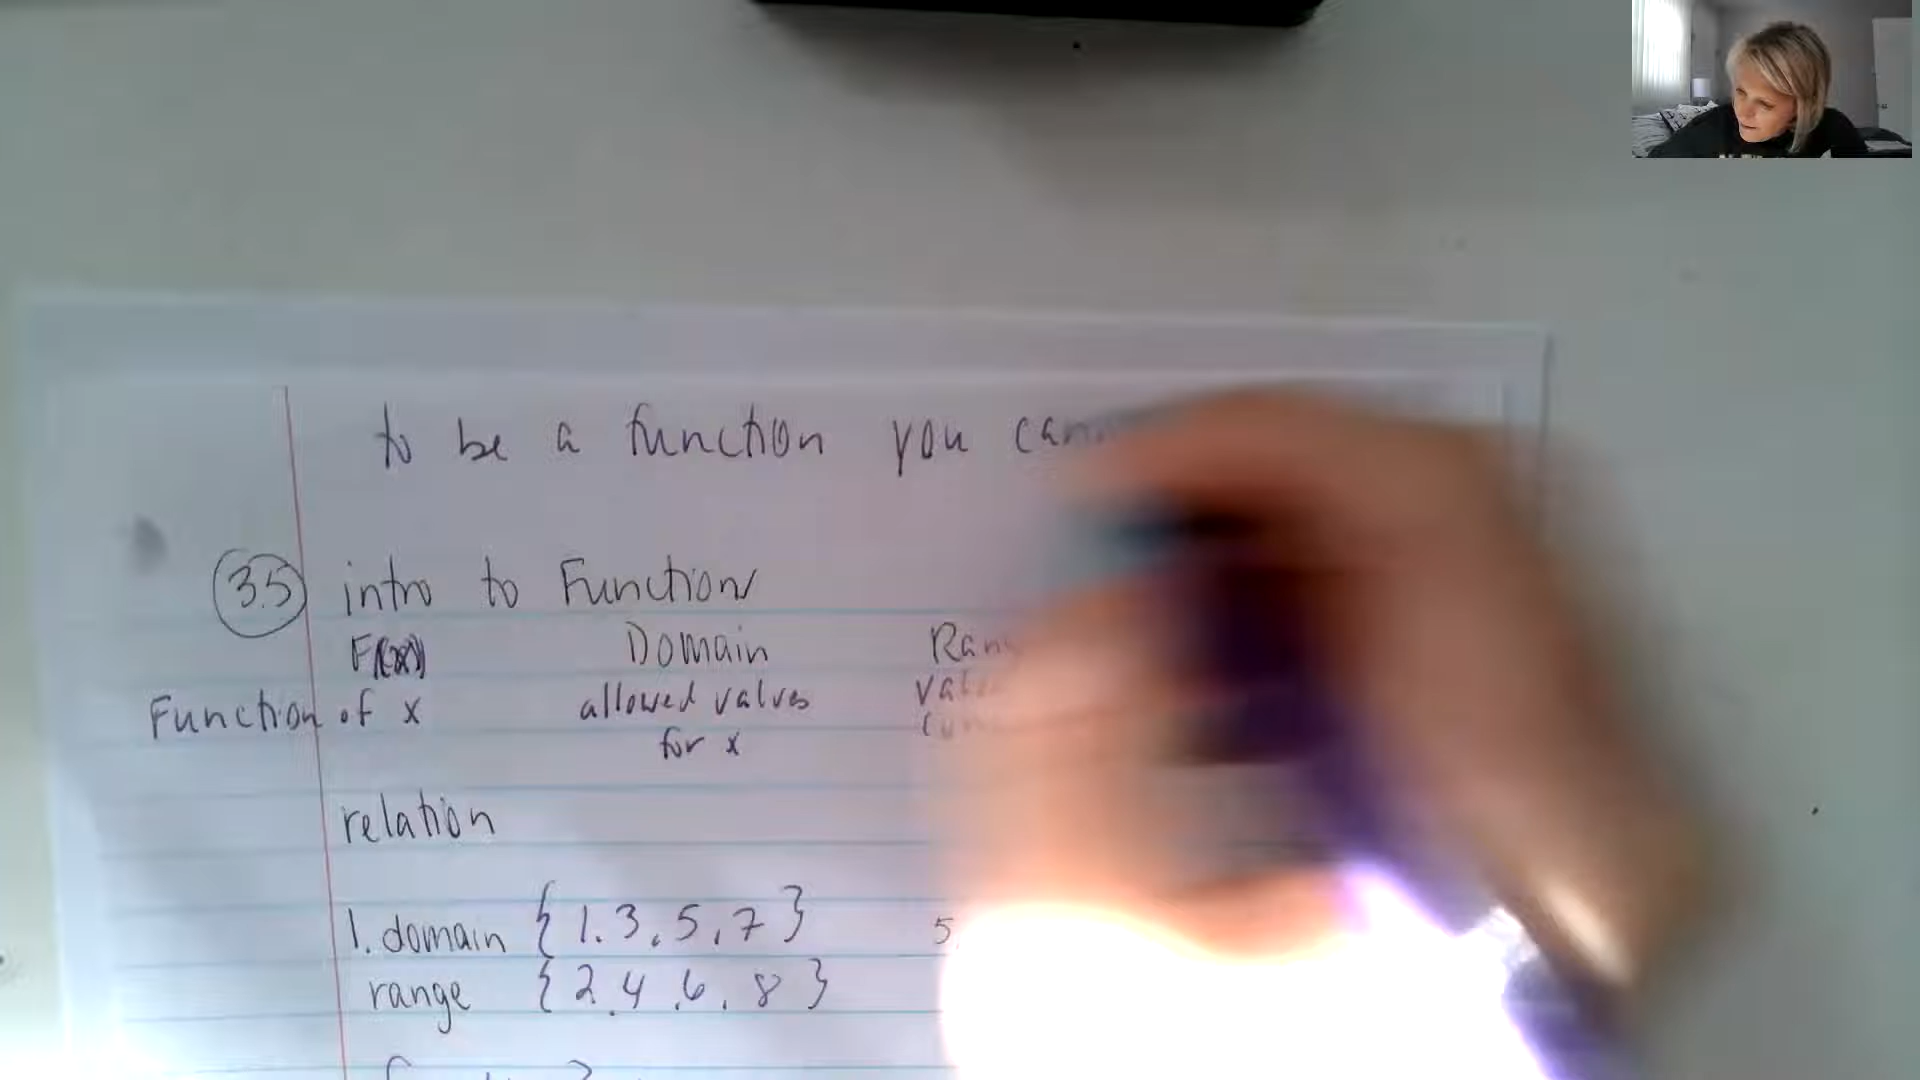 to be a function you
3.5 intro to Function
F(x) Domain
Function of x allowed values
for x
relation
1. domain { 1.3, 5, 7 } 5
range { 2, 4, 6, 8 }